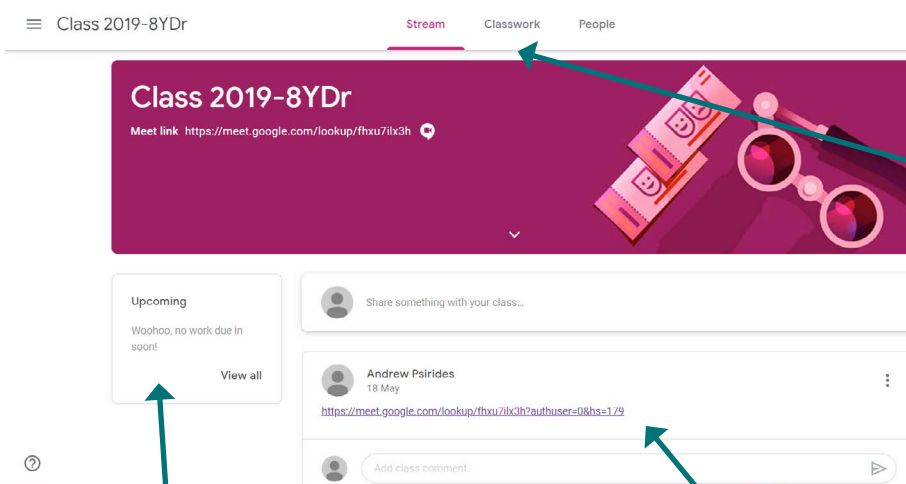 Class 2019-8YDr
Stream Classwork People
Class 2019-8YDr
Meet link https://meet.google.com/lookup/fhxu7ilx3h
Upcoming
Woohoo, no work due in
soon!
View all
Share something with your class...
Andrew Psirides
18 May
https://meet.google.com/lookup/fhxu7ilx3h?authuser=0&hs=179
Add class comment...